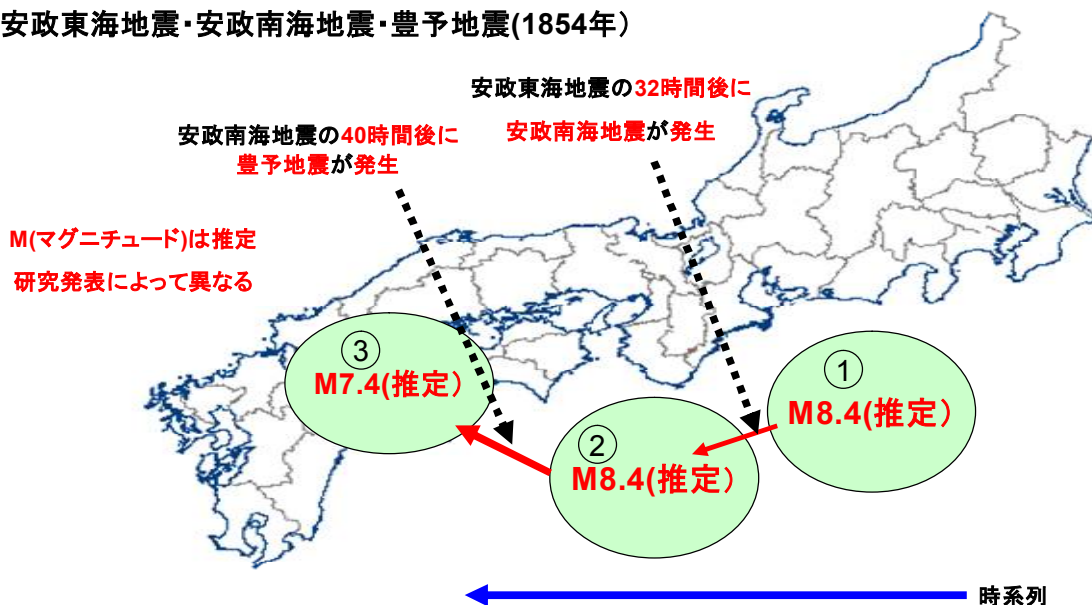 安政東海地震・安政南海地震・豊予地震(1854年)
安政東海地震の32時間後に
安政南海地震が発生
安政南海地震の40時間後に
豊予地震が発生
M(マグニチュード)は推定
研究発表によって異なる
③
M7.4(推定)
①
M8.4(推定)
②
M8.4(推定)
時系列